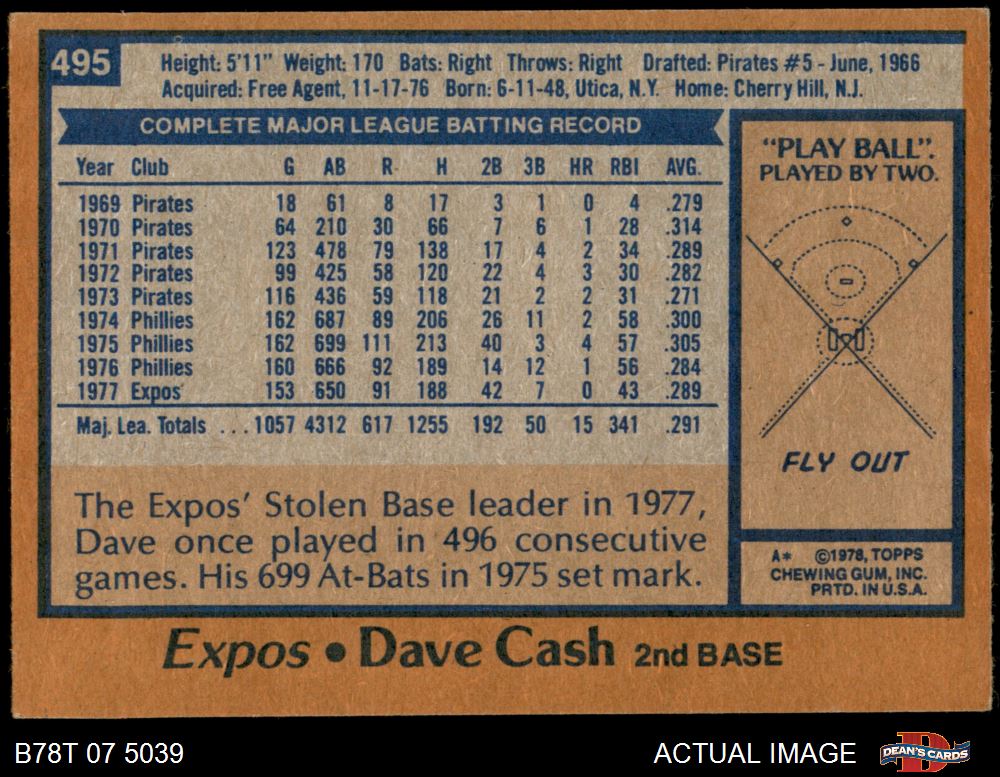 495
Height: 5'11" Weight: 170 Bats: Right Throws: Right Drafted: Pirates #5 - June, 1966
Acquired: Free Agent, 11-17-76 Born: 6-11-48, Utica, N.Y. Home: Cherry Hill, N.J.
COMPLETE MAJOR LEAGUE BATTING RECORD
Year Club G AB R H 2B 3B HR RBI AVG.
1969 Pirates 18 61 8 17 3 1 0 4 .279
1970 Pirates 64 210 30 66 7 6 1 28 .314
1971 Pirates 123 478 79 138 17 4 2 34 .289
1972 Pirates 99 425 58 120 22 4 3 30 .282
1973 Pirates 116 436 59 118 21 2 2 31 .271
1974 Phillies 162 687 89 206 26 11 2 58 .300
1975 Phillies 162 699 111 213 40 3 4 57 .305
1976 Phillies 160 666 92 189 14 12 1 56 .284
1977 Expos 153 650 91 188 42 7 0 43 .289
Maj. Lea. Totals ... 1057 4312 617 1255 192 50 15 341 .291
The Expos' Stolen Base leader in 1977,
Dave once played in 496 consecutive
games. His 699 At-Bats in 1975 set mark.
"PLAY BALL".
PLAYED BY TWO.
FLY OUT
A* ©1978, TOPPS
CHEWING GUM, INC.
PRTD. IN U.S.A.
Expos • Dave Cash 2nd BASE
B78T 07 5039
ACTUAL IMAGE
DEAN'S CARDS